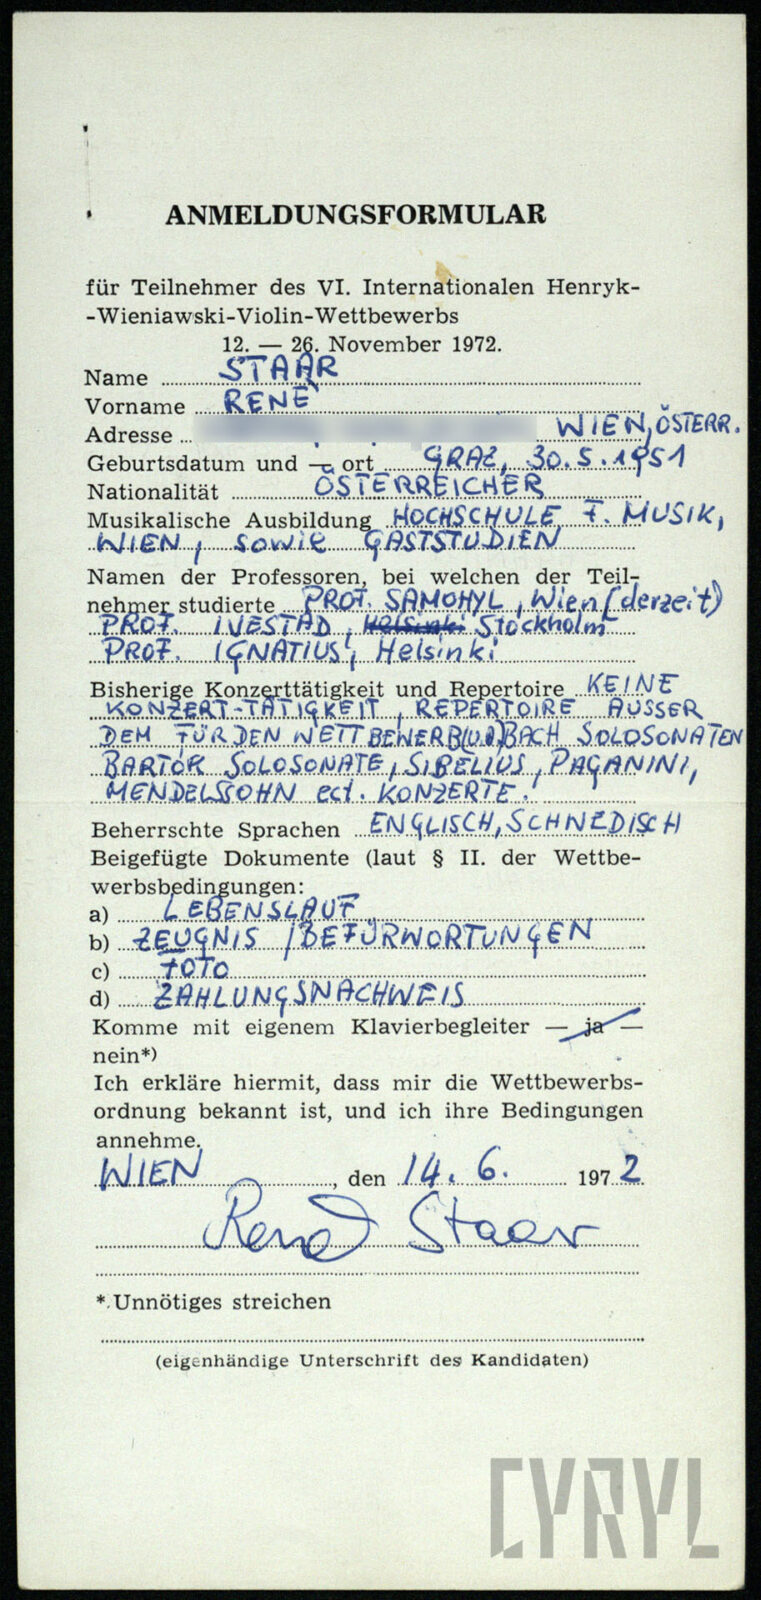 ANMELDUNGSFORMULAR
für Teilnehmer des VI. Internationalen Henryk-
-Wieniawski-Violin-Wettbewerbs
12. — 26. November 1972.
Name STAAR
Vorname RENÉ
Adresse WIEN, ÖSTERR.
Geburtsdatum und — ort GRAZ, 30.5.1951
Nationalität ÖSTERREICHER
Musikalische Ausbildung HOCHSCHULE F. MUSIK,
WIEN, SOWIE GASTSTUDIEN
Namen der Professoren, bei welchen der Teil-
nehmer studierte PROF. SAMOHYL, Wien (derzeit)
PROF. IVESTAD, Helsinki Stockholm
PROF. IGNATIUS, Helsinki
Bisherige Konzerttätigkeit und Repertoire KEINE
KONZERT-TÄTIGKEIT, REPERTOIRE AUSSER
DEM FÜR DEN WETTBEWERB (u.a.) BACH SOLOSONATEN
BARTÓK SOLOSONATE, SIBELIUS, PAGANINI,
MENDELSSOHN ect. KONZERTE.
Beherrschte Sprachen ENGLISCH, SCHWEDISCH
Beigefügte Dokumente (laut § II. der Wettbe-
werbsbedingungen:
a) LEBENSLAUF
b) ZEUGNIS / BEFÜRWORTUNGEN
c) FOTO
d) ZAHLUNGSNACHWEIS
Komme mit eigenem Klavierbegleiter — ja —
nein*)
Ich erkläre hiermit, dass mir die Wettbewerbs-
ordnung bekannt ist, und ich ihre Bedingungen
annehme.
WIEN, den 14. 6. 1972
René Staar
*. Unnötiges streichen
(eigenhändige Unterschrift des Kandidaten)
CYRYL